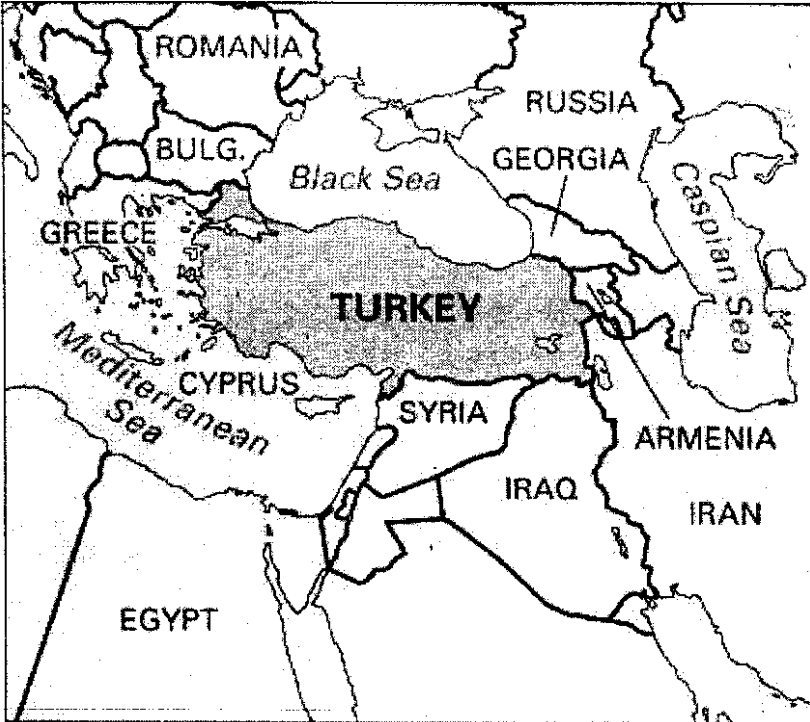 ROMANIA
RUSSIA
BULG.
GEORGIA
Black Sea
Caspian Sea
GREECE
TURKEY
Mediterranean
Sea
CYPRUS
SYRIA
ARMENIA
IRAQ
IRAN
EGYPT